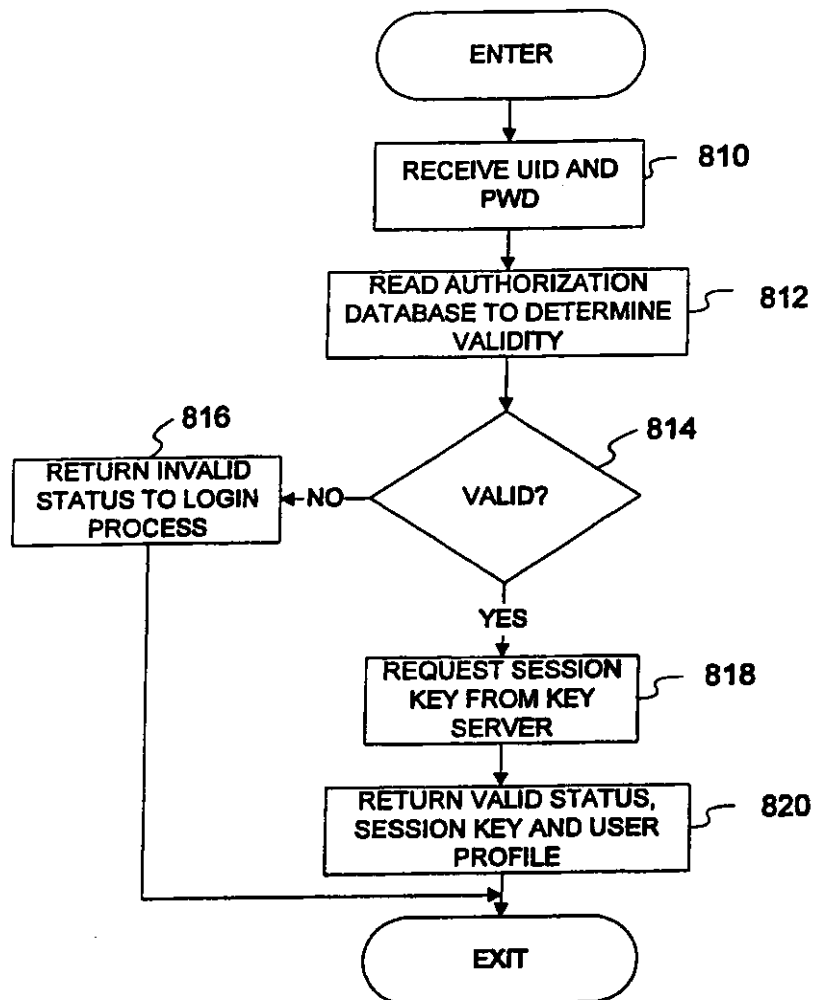 ENTER
RECEIVE UID AND
PWD
810
READ AUTHORIZATION
DATABASE TO DETERMINE
VALIDITY
812
VALID?
814
NO
816
RETURN INVALID
STATUS TO LOGIN
PROCESS
YES
REQUEST SESSION
KEY FROM KEY
SERVER
818
RETURN VALID STATUS,
SESSION KEY AND USER
PROFILE
820
EXIT